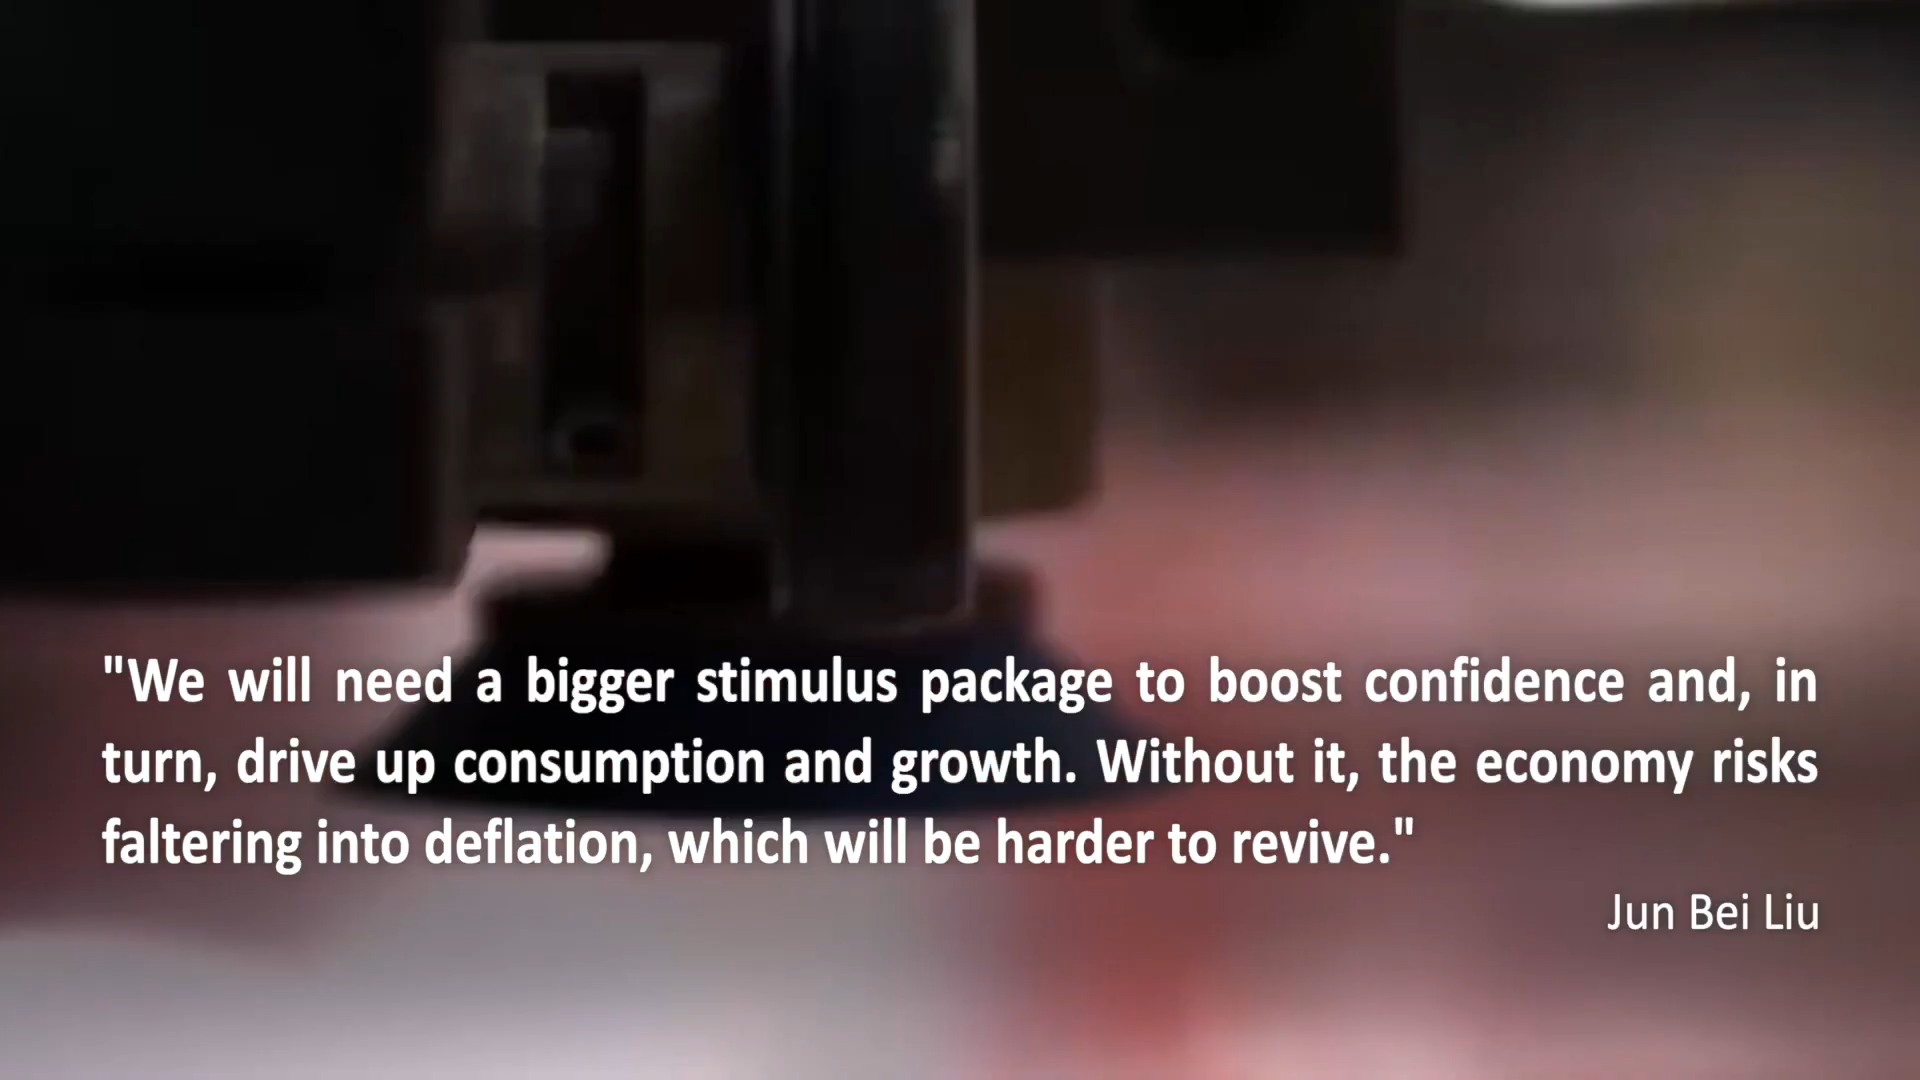 "We will need a bigger stimulus package to boost confidence and, in
turn, drive up consumption and growth. Without it, the economy risks
faltering into deflation, which will be harder to revive."
Jun Bei Liu